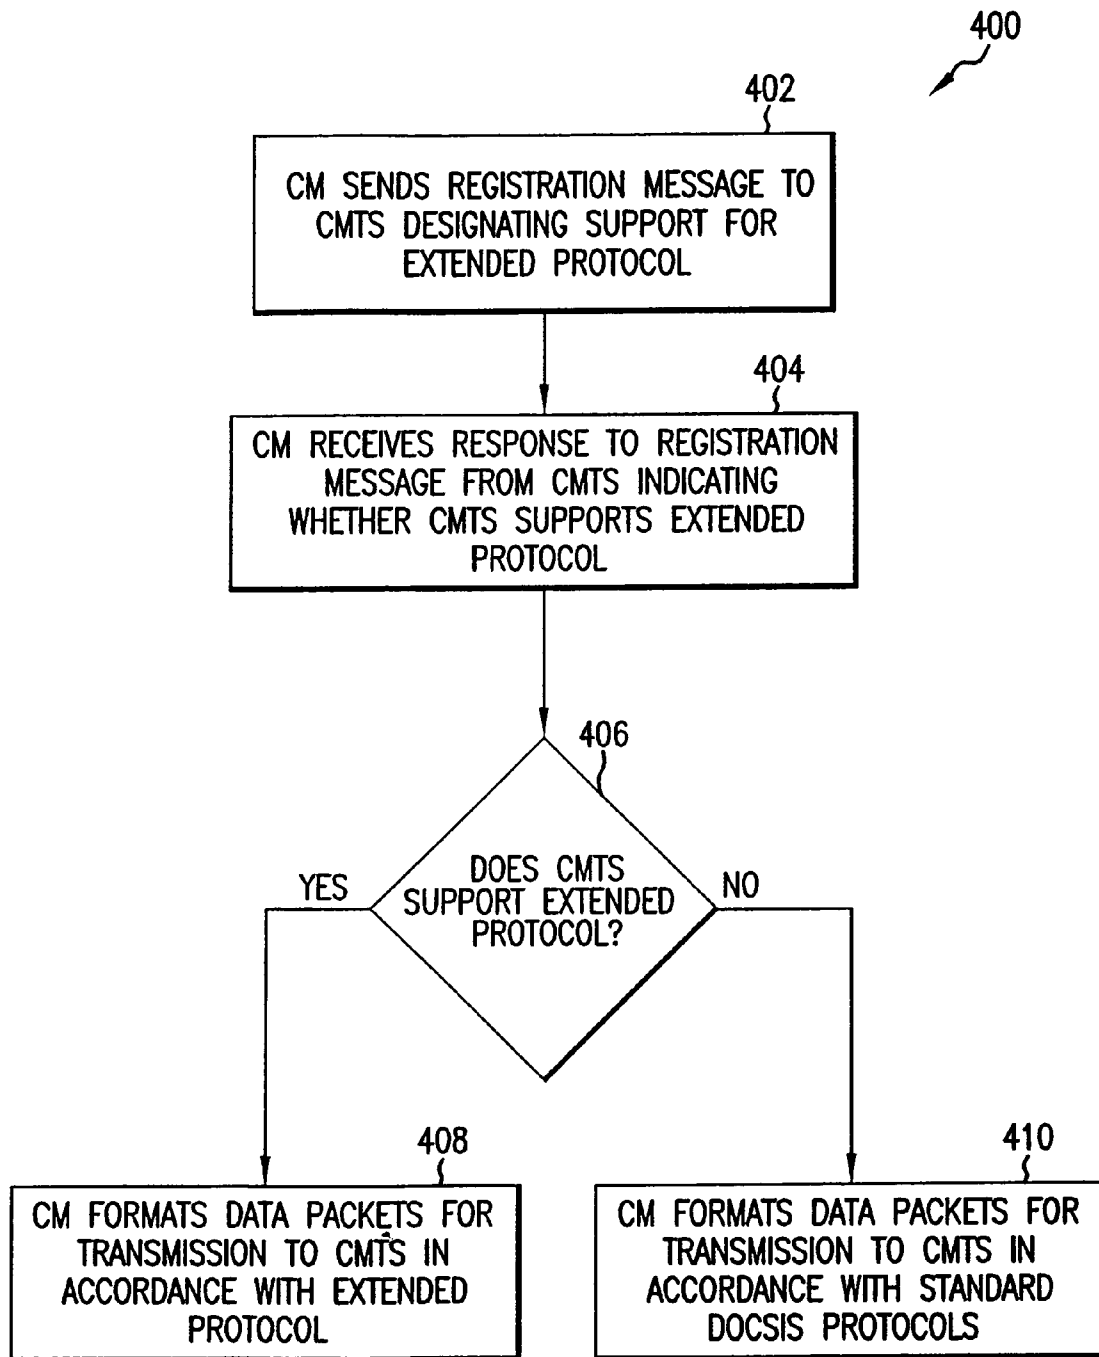 400
402
CM SENDS REGISTRATION MESSAGE TO
CMTS DESIGNATING SUPPORT FOR
EXTENDED PROTOCOL
404
CM RECEIVES RESPONSE TO REGISTRATION
MESSAGE FROM CMTS INDICATING
WHETHER CMTS SUPPORTS EXTENDED
PROTOCOL
406
DOES CMTS
SUPPORT EXTENDED
PROTOCOL?
YES
NO
408
CM FORMATS DATA PACKETS FOR
TRANSMISSION TO CMTS IN
ACCORDANCE WITH EXTENDED
PROTOCOL
410
CM FORMATS DATA PACKETS FOR
TRANSMISSION TO CMTS IN
ACCORDANCE WITH STANDARD
DOCSIS PROTOCOLS